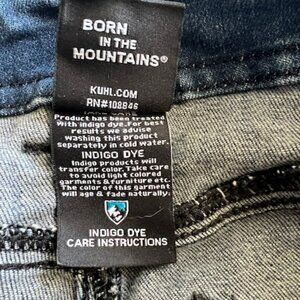 BORN
IN THE
MOUNTAINS®
KUHL.COM
RN#108846
Product has been treated
with indigo dye.For best
results we advise
washing this product
separately in cold water.
INDIGO DYE
Indigo products will
transfer color. Take care
to avoid light colored
garments & furniture etc.
The color of this garment
will age & fade naturally.
INDIGO DYE
CARE INSTRUCTIONS